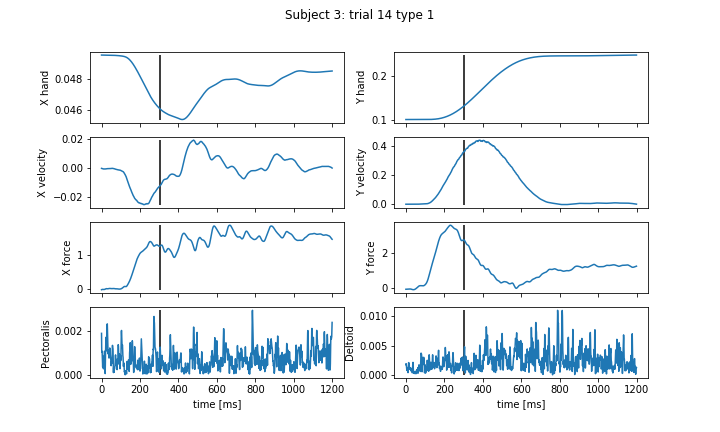 Subject 3: trial 14 type 1
X hand
0.048
0.046
Y hand
0.2
0.1
X velocity
0.02
0.00
−0.02
Y velocity
0.4
0.2
0.0
X force
1
0
Y force
2
0
Pectoralis
0.002
0.000
0 200 400 600 800 1000 1200
time [ms]
Deltoid
0.010
0.005
0.000
0 200 400 600 800 1000 1200
time [ms]